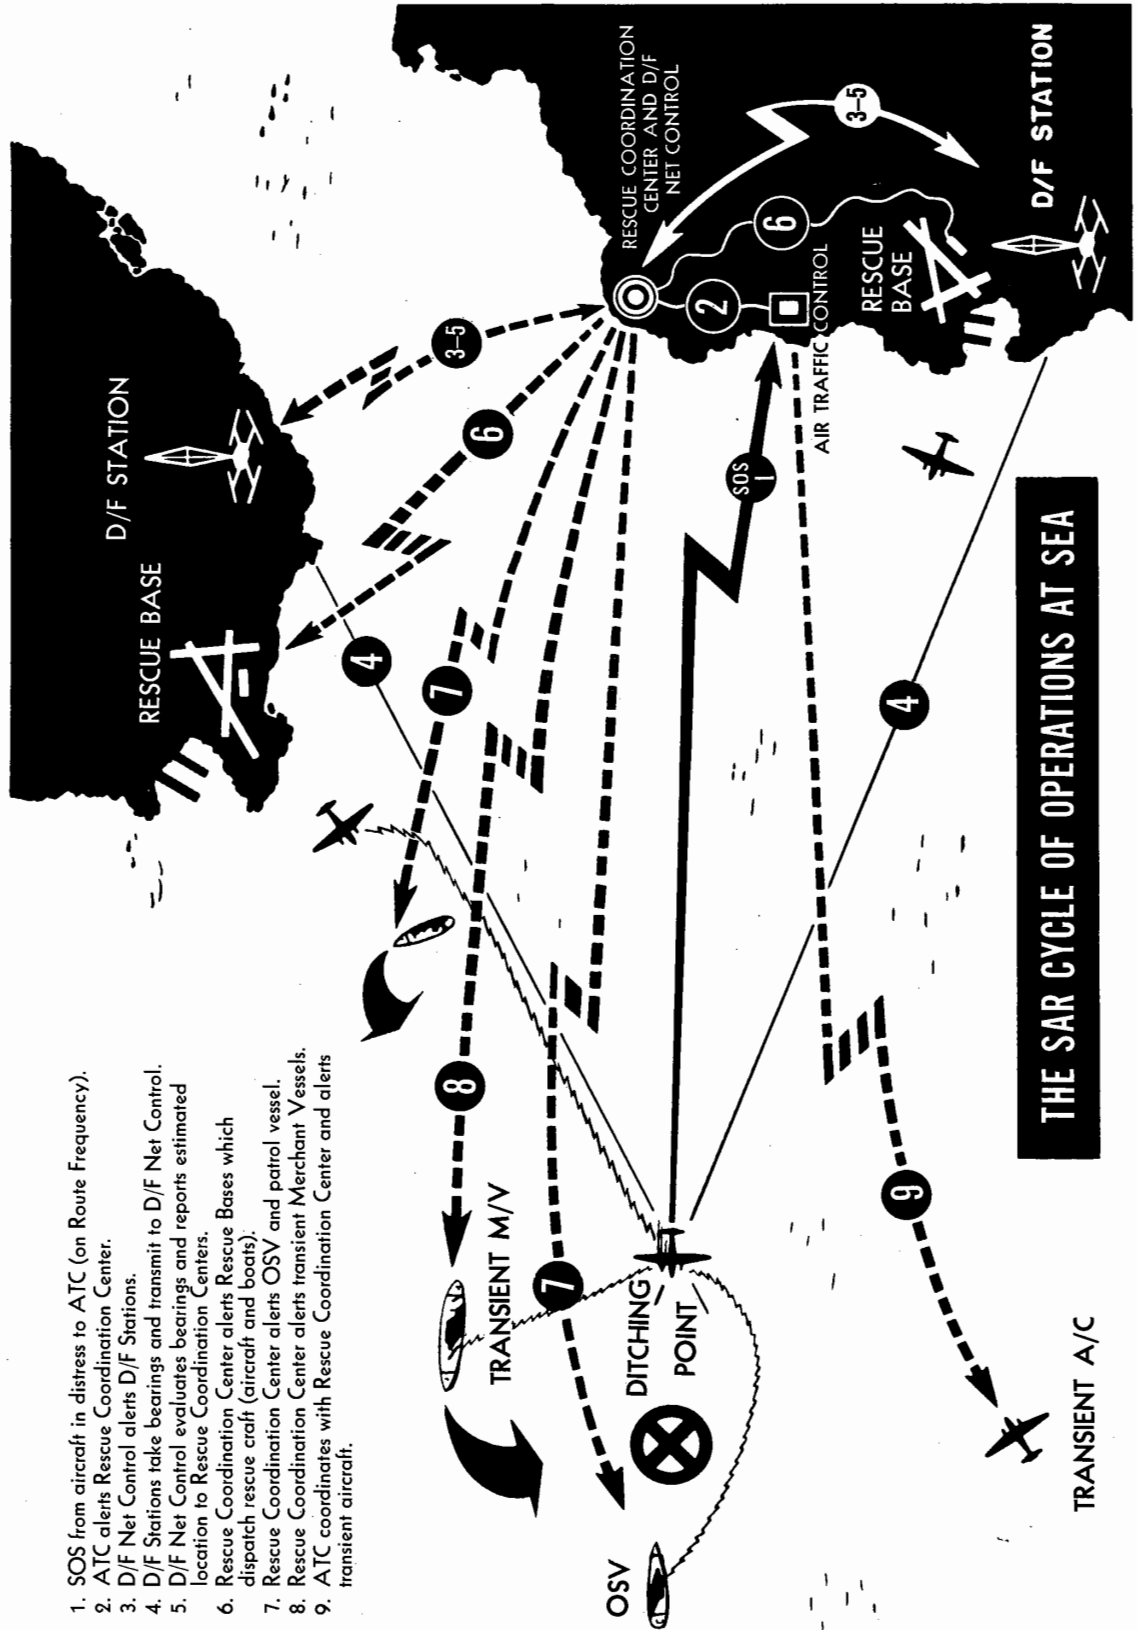 1. SOS from aircraft in distress to ATC (on Route Frequency).
2. ATC alerts Rescue Coordination Center.
3. D/F Net Control alerts D/F Stations.
4. D/F Stations take bearings and transmit to D/F Net Control.
5. D/F Net Control evaluates bearings and reports estimated
location to Rescue Coordination Centers.
6. Rescue Coordination Center alerts Rescue Bases which
dispatch rescue craft (aircraft and boats).
7. Rescue Coordination Center alerts OSV and patrol vessel.
8. Rescue Coordination Center alerts transient Merchant Vessels.
9. ATC coordinates with Rescue Coordination Center and alerts
transient aircraft.
RESCUE BASE
D/F STATION
4
6
3–5
7
8
TRANSIENT M/V
7
OSV
DITCHING
POINT
SOS
1
RESCUE COORDINATION
CENTER AND D/F
NET CONTROL
2
6
3–5
AIR TRAFFIC CONTROL
RESCUE
BASE
D/F STATION
4
9
TRANSIENT A/C
THE SAR CYCLE OF OPERATIONS AT SEA